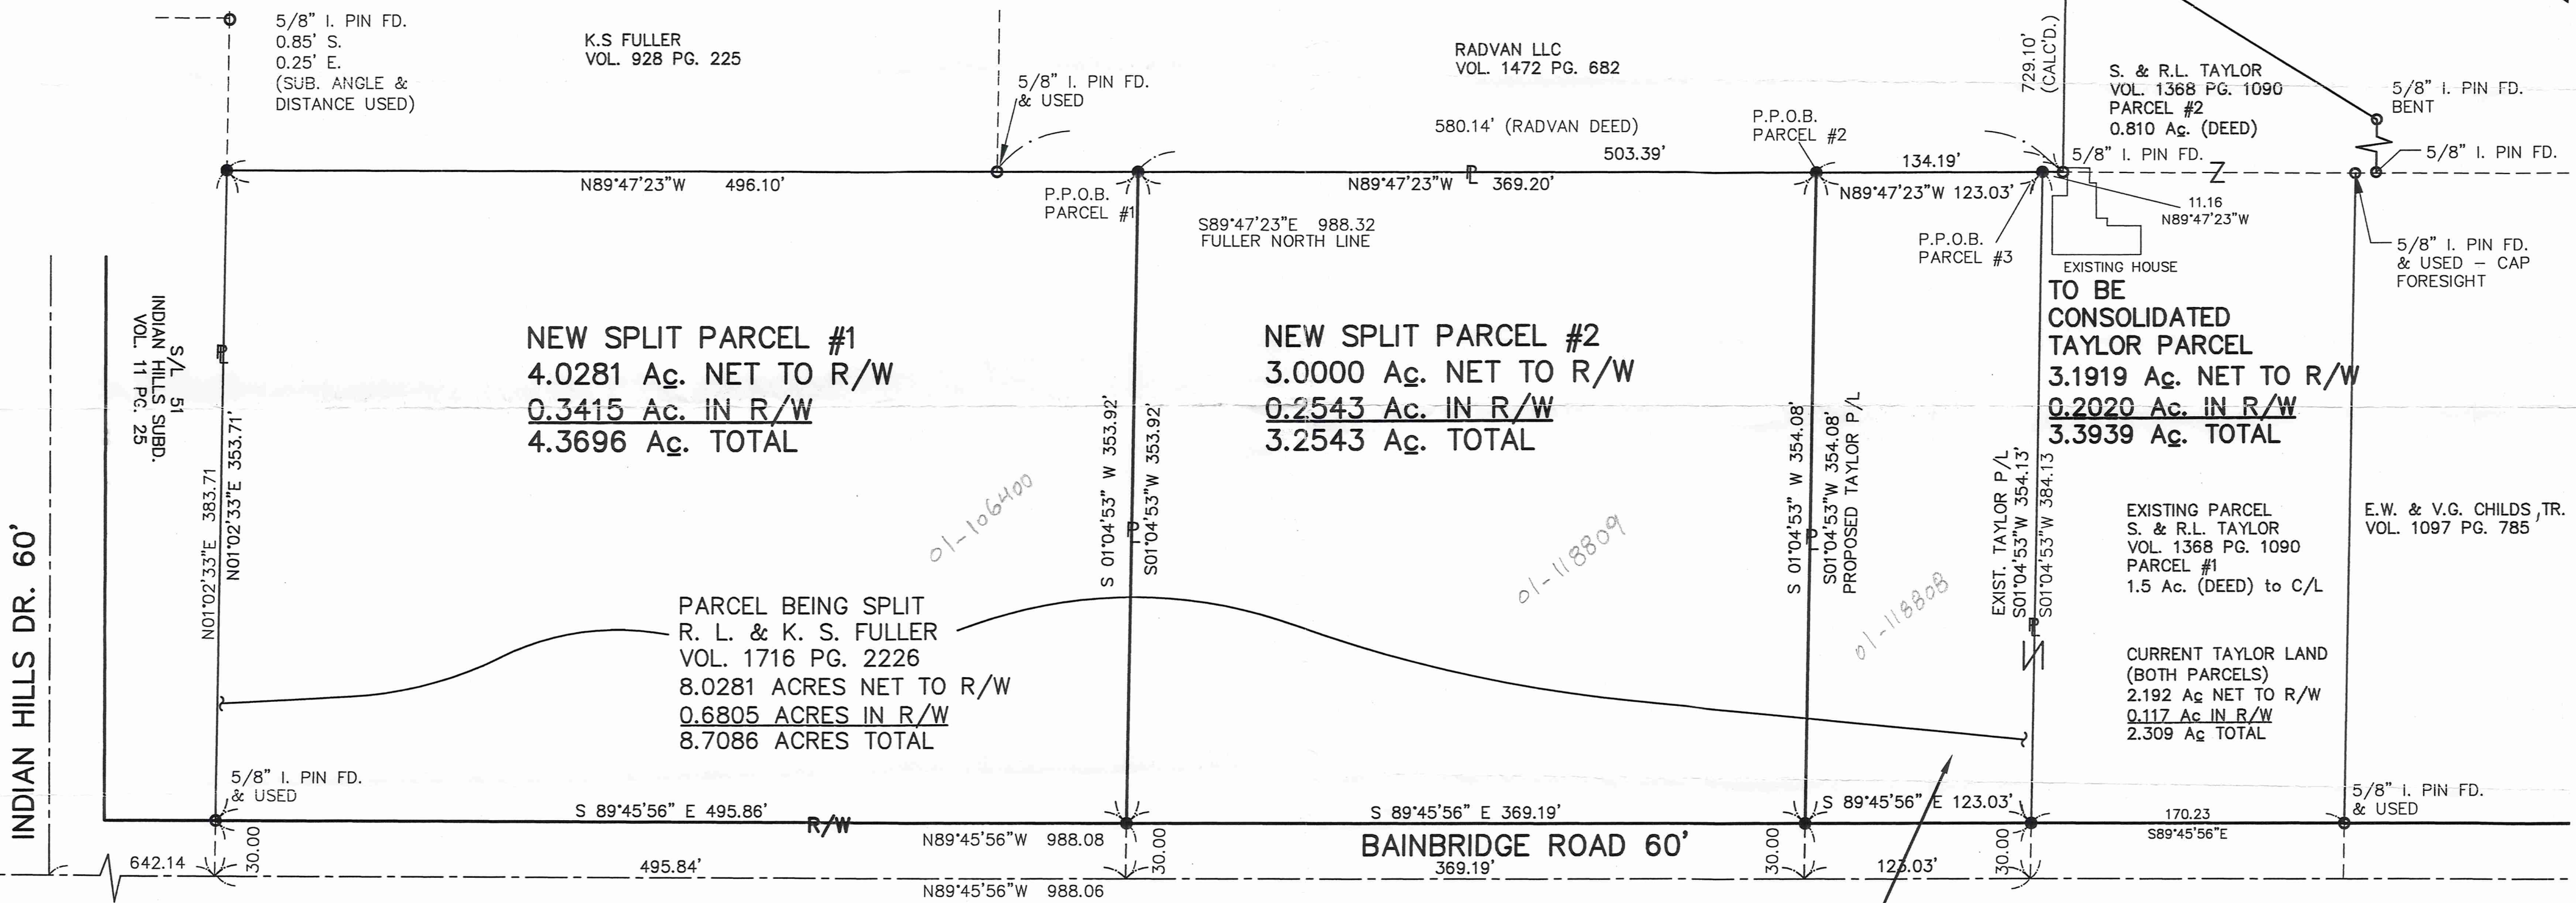 5/8" I. PIN FD.
0.85' S.
0.25' E.
(SUB. ANGLE &
DISTANCE USED)
K.S FULLER
VOL. 928 PG. 225
5/8" I. PIN FD.
& USED
RADVAN LLC
VOL. 1472 PG. 682
580.14' (RADVAN DEED)
503.39'
P.P.O.B.
PARCEL #2
134.19'
729.10'
(CALC'D.)
S. & R.L. TAYLOR
VOL. 1368 PG. 1090
PARCEL #2
0.810 Ac. (DEED)
5/8" I. PIN FD.
BENT
5/8" I. PIN FD.
5/8" I. PIN FD.
N89°47'23"W 496.10'
P.P.O.B.
PARCEL #1
N89°47'23"W 369.20'
N89°47'23"W 123.03'
11.16
N89°47'23"W
S89°47'23"E 988.32
FULLER NORTH LINE
P.P.O.B.
PARCEL #3
EXISTING HOUSE
5/8" I. PIN FD.
& USED - CAP
FORESIGHT
S/L 51
INDIAN HILLS SUBD.
VOL. 11 PG. 25
NEW SPLIT PARCEL #1
4.0281 Ac. NET TO R/W
0.3415 Ac. IN R/W
4.3696 Ac. TOTAL
NEW SPLIT PARCEL #2
3.0000 Ac. NET TO R/W
0.2543 Ac. IN R/W
3.2543 Ac. TOTAL
TO BE
CONSOLIDATED
TAYLOR PARCEL
3.1919 Ac. NET TO R/W
0.2020 Ac. IN R/W
3.3939 Ac. TOTAL
N01°02'33"E 383.71
N01°02'33"E 353.71'
S 01°04'53" W 353.92'
S01°04'53"W 353.92'
S 01°04'53" W 354.08'
S01°04'53"W 354.08'
PROPOSED TAYLOR P/L
EXIST. TAYLOR P/L
S01°04'53"W 354.13'
S01°04'53"W 384.13
01-106400
01-118809
01-118808
EXISTING PARCEL
S. & R.L. TAYLOR
VOL. 1368 PG. 1090
PARCEL #1
1.5 Ac. (DEED) to C/L
E.W. & V.G. CHILDS ,TR.
VOL. 1097 PG. 785
INDIAN HILLS DR. 60'
PARCEL BEING SPLIT
R. L. & K. S. FULLER
VOL. 1716 PG. 2226
8.0281 ACRES NET TO R/W
0.6805 ACRES IN R/W
8.7086 ACRES TOTAL
CURRENT TAYLOR LAND
(BOTH PARCELS)
2.192 Ac NET TO R/W
0.117 Ac IN R/W
2.309 Ac TOTAL
5/8" I. PIN FD.
& USED
5/8" I. PIN FD.
& USED
S 89°45'56" E 495.86'
R/W
S 89°45'56" E 369.19'
S 89°45'56" E 123.03'
170.23
S89°45'56"E
N89°45'56"W 988.08
BAINBRIDGE ROAD 60'
30.00
30.00
30.00
30.00
642.14
495.84'
369.19'
123.03'
N89°45'56"W 988.06
PL
PL
PL
PL
PL